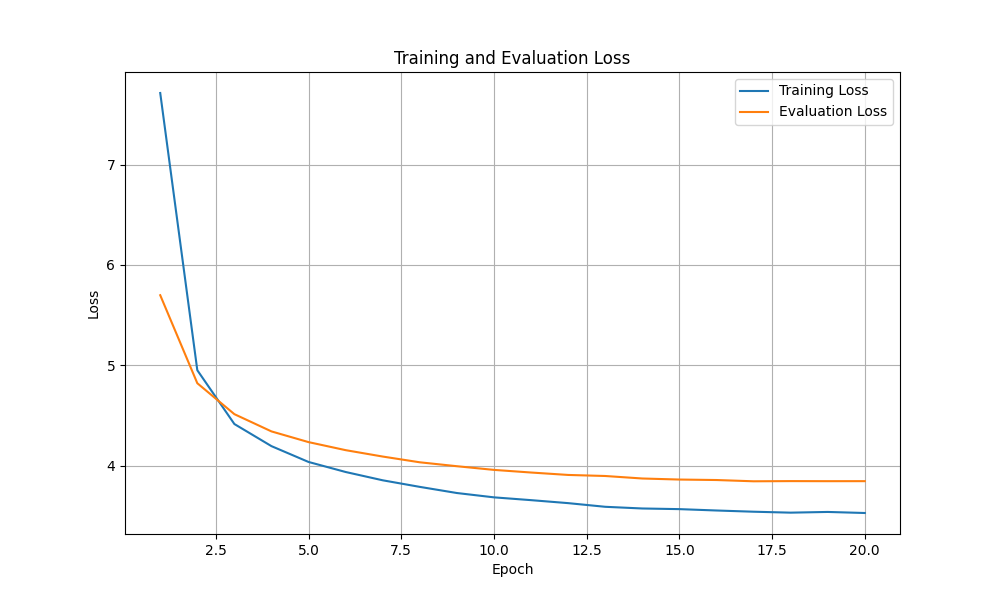 Training and Evaluation Loss
Training Loss
Evaluation Loss
7
6
5
4
Loss
2.5 5.0 7.5 10.0 12.5 15.0 17.5 20.0
Epoch